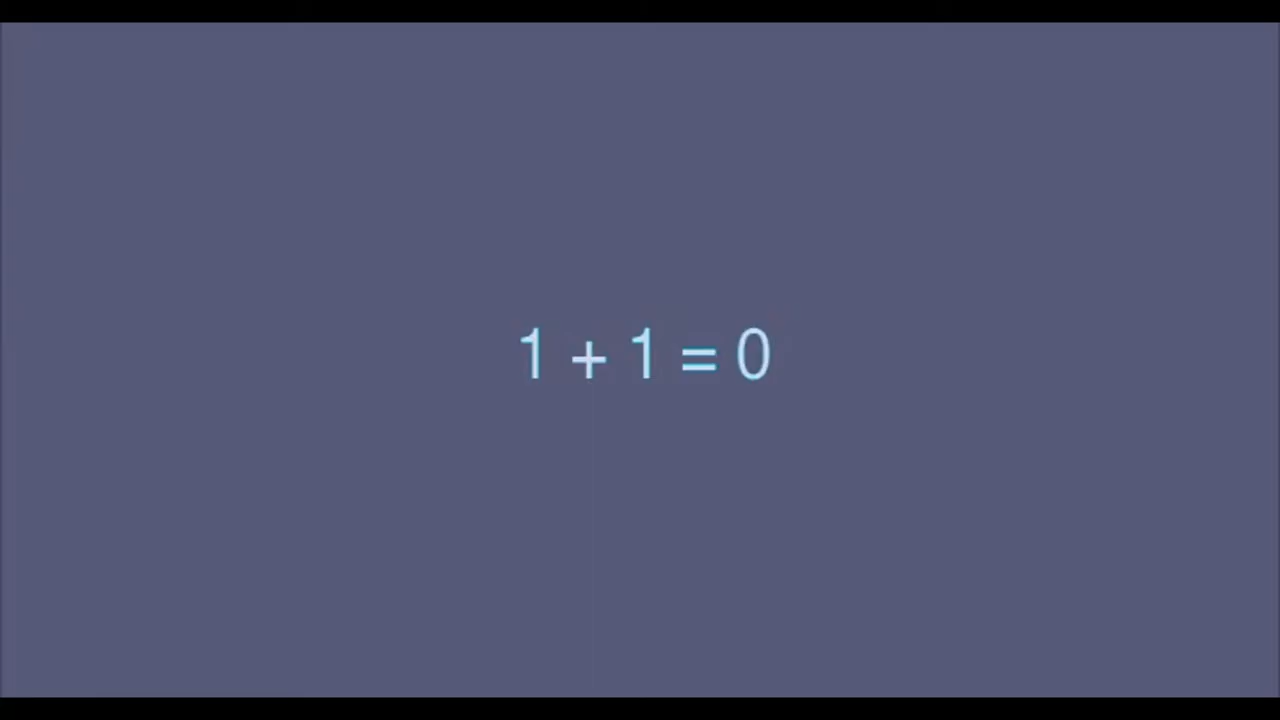 1 + 1 = 0